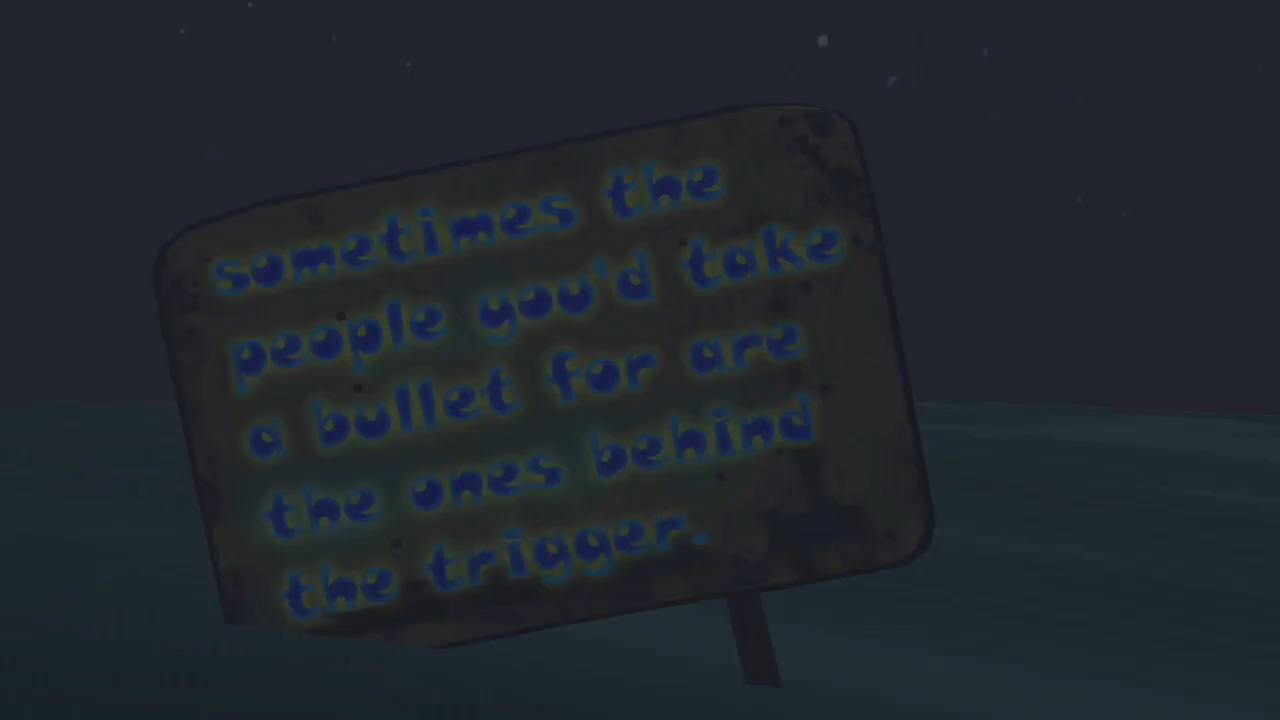 sometimes the
people you'd take
a bullet for are
the ones behind
the trigger.